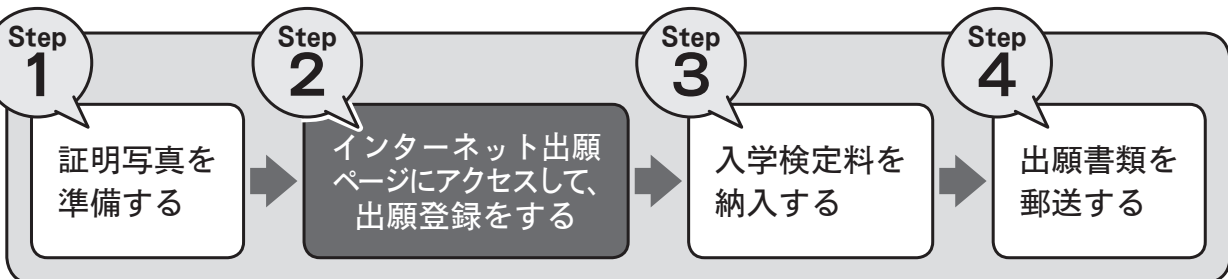 Step
1
証明写真を
準備する
Step
2
インターネット出願
ページにアクセスして、
出願登録をする
Step
3
入学検定料を
納入する
Step
4
出願書類を
郵送する